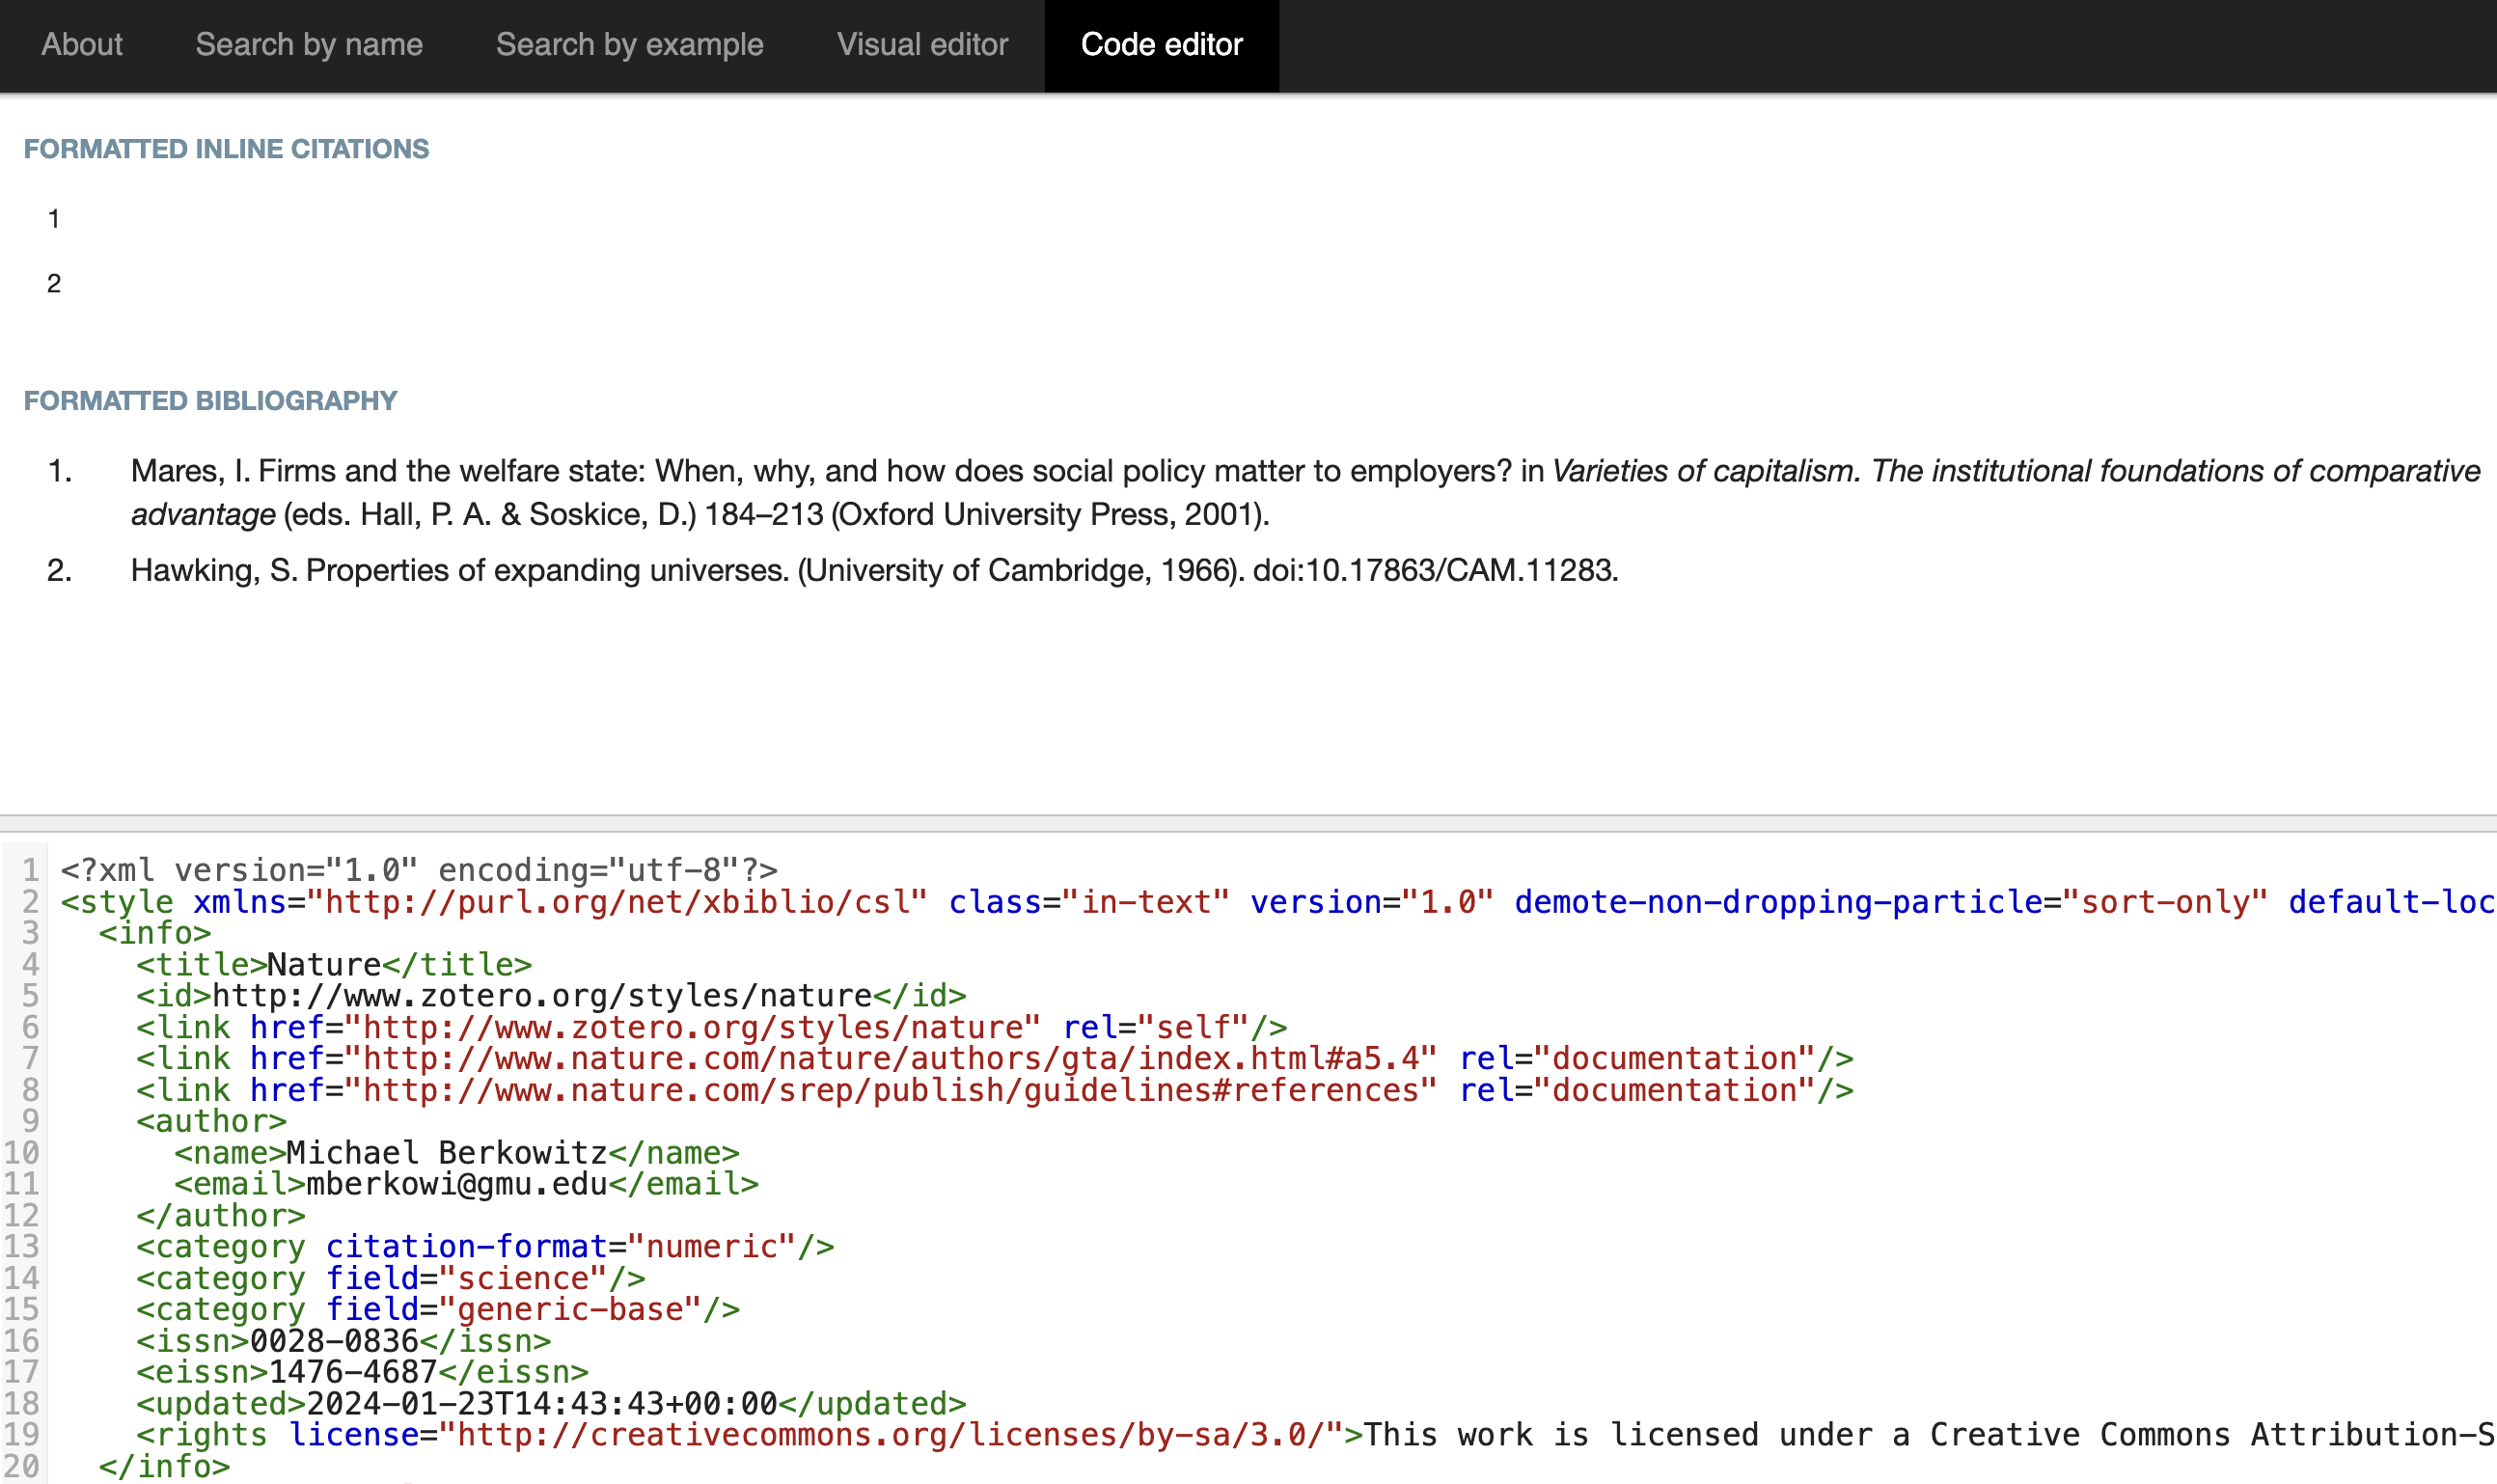 About Search by name Search by example Visual editor Code editor
FORMATTED INLINE CITATIONS
1
2
FORMATTED BIBLIOGRAPHY
1. Mares, I. Firms and the welfare state: When, why, and how does social policy matter to employers? in Varieties of capitalism. The institutional foundations of comparative
advantage (eds. Hall, P. A. & Soskice, D.) 184–213 (Oxford University Press, 2001).
2. Hawking, S. Properties of expanding universes. (University of Cambridge, 1966). doi:10.17863/CAM.11283.
1 <?xml version="1.0" encoding="utf-8"?>
2 <style xmlns="http://purl.org/net/xbiblio/csl" class="in-text" version="1.0" demote-non-dropping-particle="sort-only" default-loc
3 <info>
4 <title>Nature</title>
5 <id>http://www.zotero.org/styles/nature</id>
6 <link href="http://www.zotero.org/styles/nature" rel="self"/>
7 <link href="http://www.nature.com/nature/authors/gta/index.html#a5.4" rel="documentation"/>
8 <link href="http://www.nature.com/srep/publish/guidelines#references" rel="documentation"/>
9 <author>
10 <name>Michael Berkowitz</name>
11 <email>mberkowi@gmu.edu</email>
12 </author>
13 <category citation-format="numeric"/>
14 <category field="science"/>
15 <category field="generic-base"/>
16 <issn>0028-0836</issn>
17 <eissn>1476-4687</eissn>
18 <updated>2024-01-23T14:43:43+00:00</updated>
19 <rights license="http://creativecommons.org/licenses/by-sa/3.0/">This work is licensed under a Creative Commons Attribution-S
20 </info>